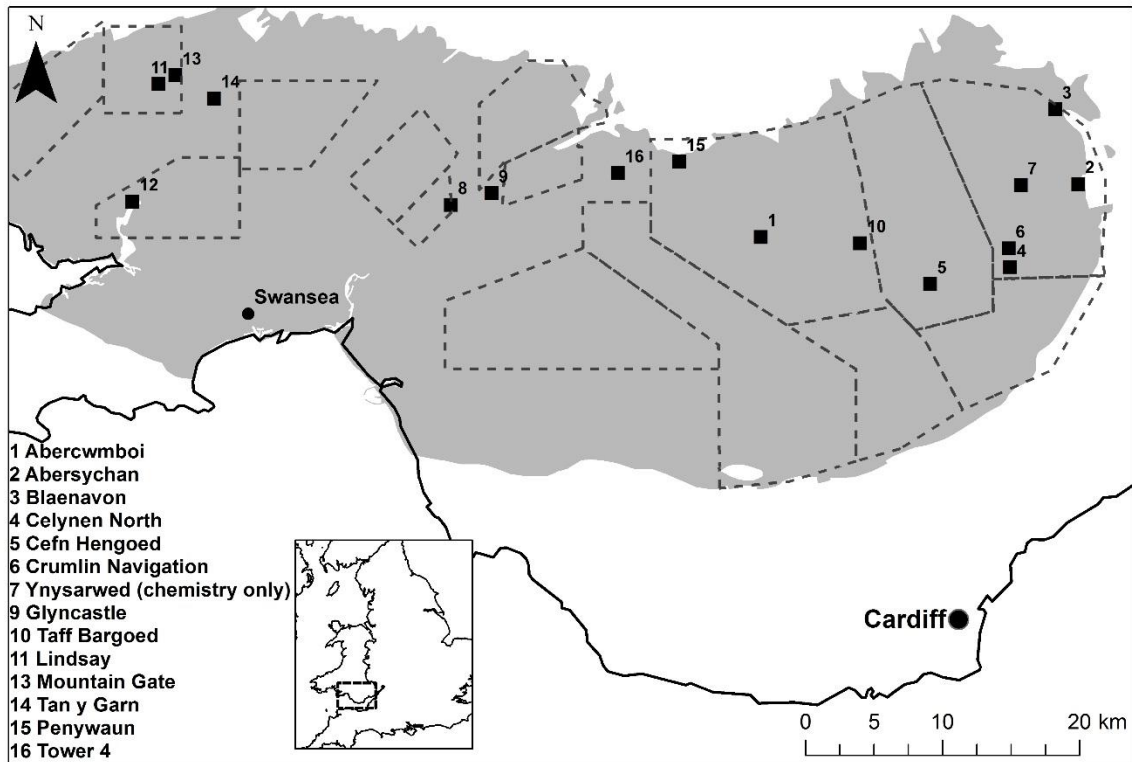 N
3
13
11
14
15
16
7
2
12
8
9
1
10
6
4
5
Swansea
1 Abercwmboi
2 Abersychan
3 Blaenavon
4 Celynen North
5 Cefn Hengoed
6 Crumlin Navigation
7 Ynysarwed (chemistry only)
9 Glyncastle
10 Taff Bargoed
11 Lindsay
13 Mountain Gate
14 Tan y Garn
15 Penywaun
16 Tower 4
Cardiff
0 5 10 20 km